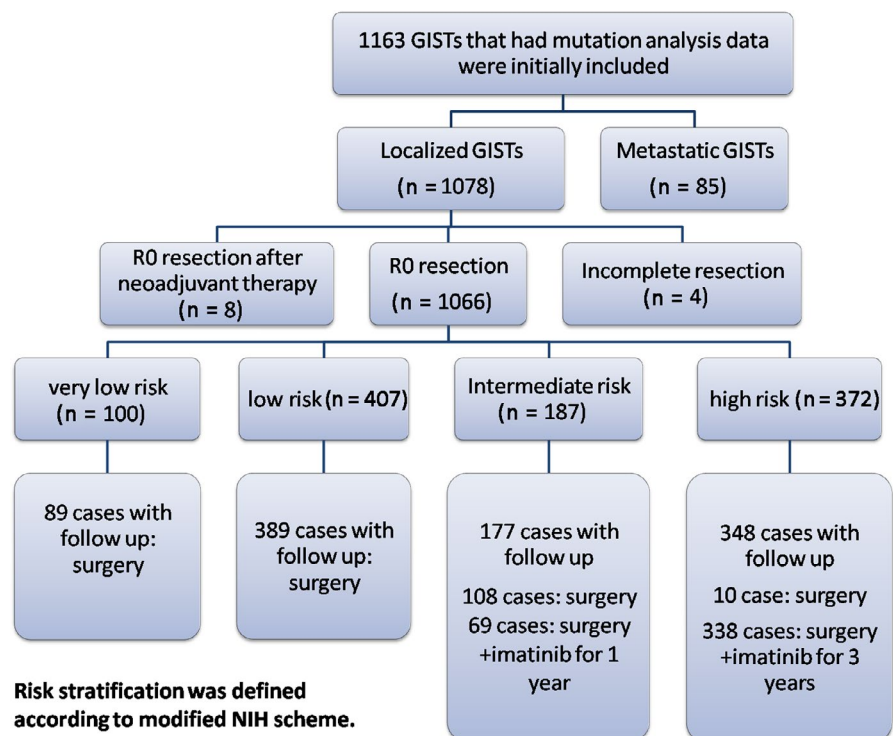 1163 GISTs that had mutation analysis data
were initially included
Localized GISTs
(n = 1078)
Metastatic GISTs
(n = 85)
R0 resection after
neoadjuvant therapy
(n = 8)
R0 resection
(n = 1066)
Incomplete resection
(n = 4)
very low risk
(n = 100)
low risk (n = 407)
Intermediate risk
(n = 187)
high risk (n = 372)
89 cases with
follow up:
surgery
389 cases with
follow up:
surgery
177 cases with
follow up
108 cases: surgery
69 cases: surgery
+imatinib for 1
year
348 cases with
follow up
10 case: surgery
338 cases: surgery
+imatinib for 3
years
Risk stratification was defined
according to modified NIH scheme.